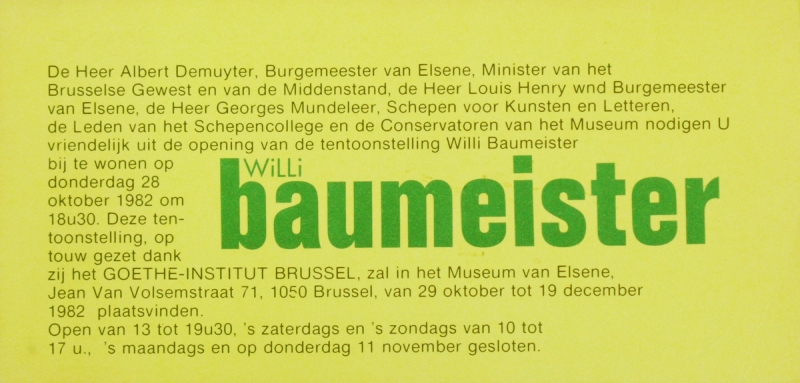 De Heer Albert Demuyter, Burgemeester van Elsene, Minister van het
Brusselse Gewest en van de Middenstand, de Heer Louis Henry wnd Burgemeester
van Elsene, de Heer Georges Mundeleer, Schepen voor Kunsten en Letteren,
de Leden van het Schepencollege en de Conservatoren van het Museum nodigen U
vriendelijk uit de opening van de tentoonstelling Willi Baumeister
bij te wonen op
donderdag 28
oktober 1982 om
18u30. Deze ten-
toonstelling, op
touw gezet dank
WiLLi
baumeister
zij het GOETHE-INSTITUT BRUSSEL, zal in het Museum van Elsene,
Jean Van Volsemstraat 71, 1050 Brussel, van 29 oktober tot 19 december
1982 plaatsvinden.
Open van 13 tot 19u30, 's zaterdags en 's zondags van 10 tot
17 u., 's maandags en op donderdag 11 november gesloten.